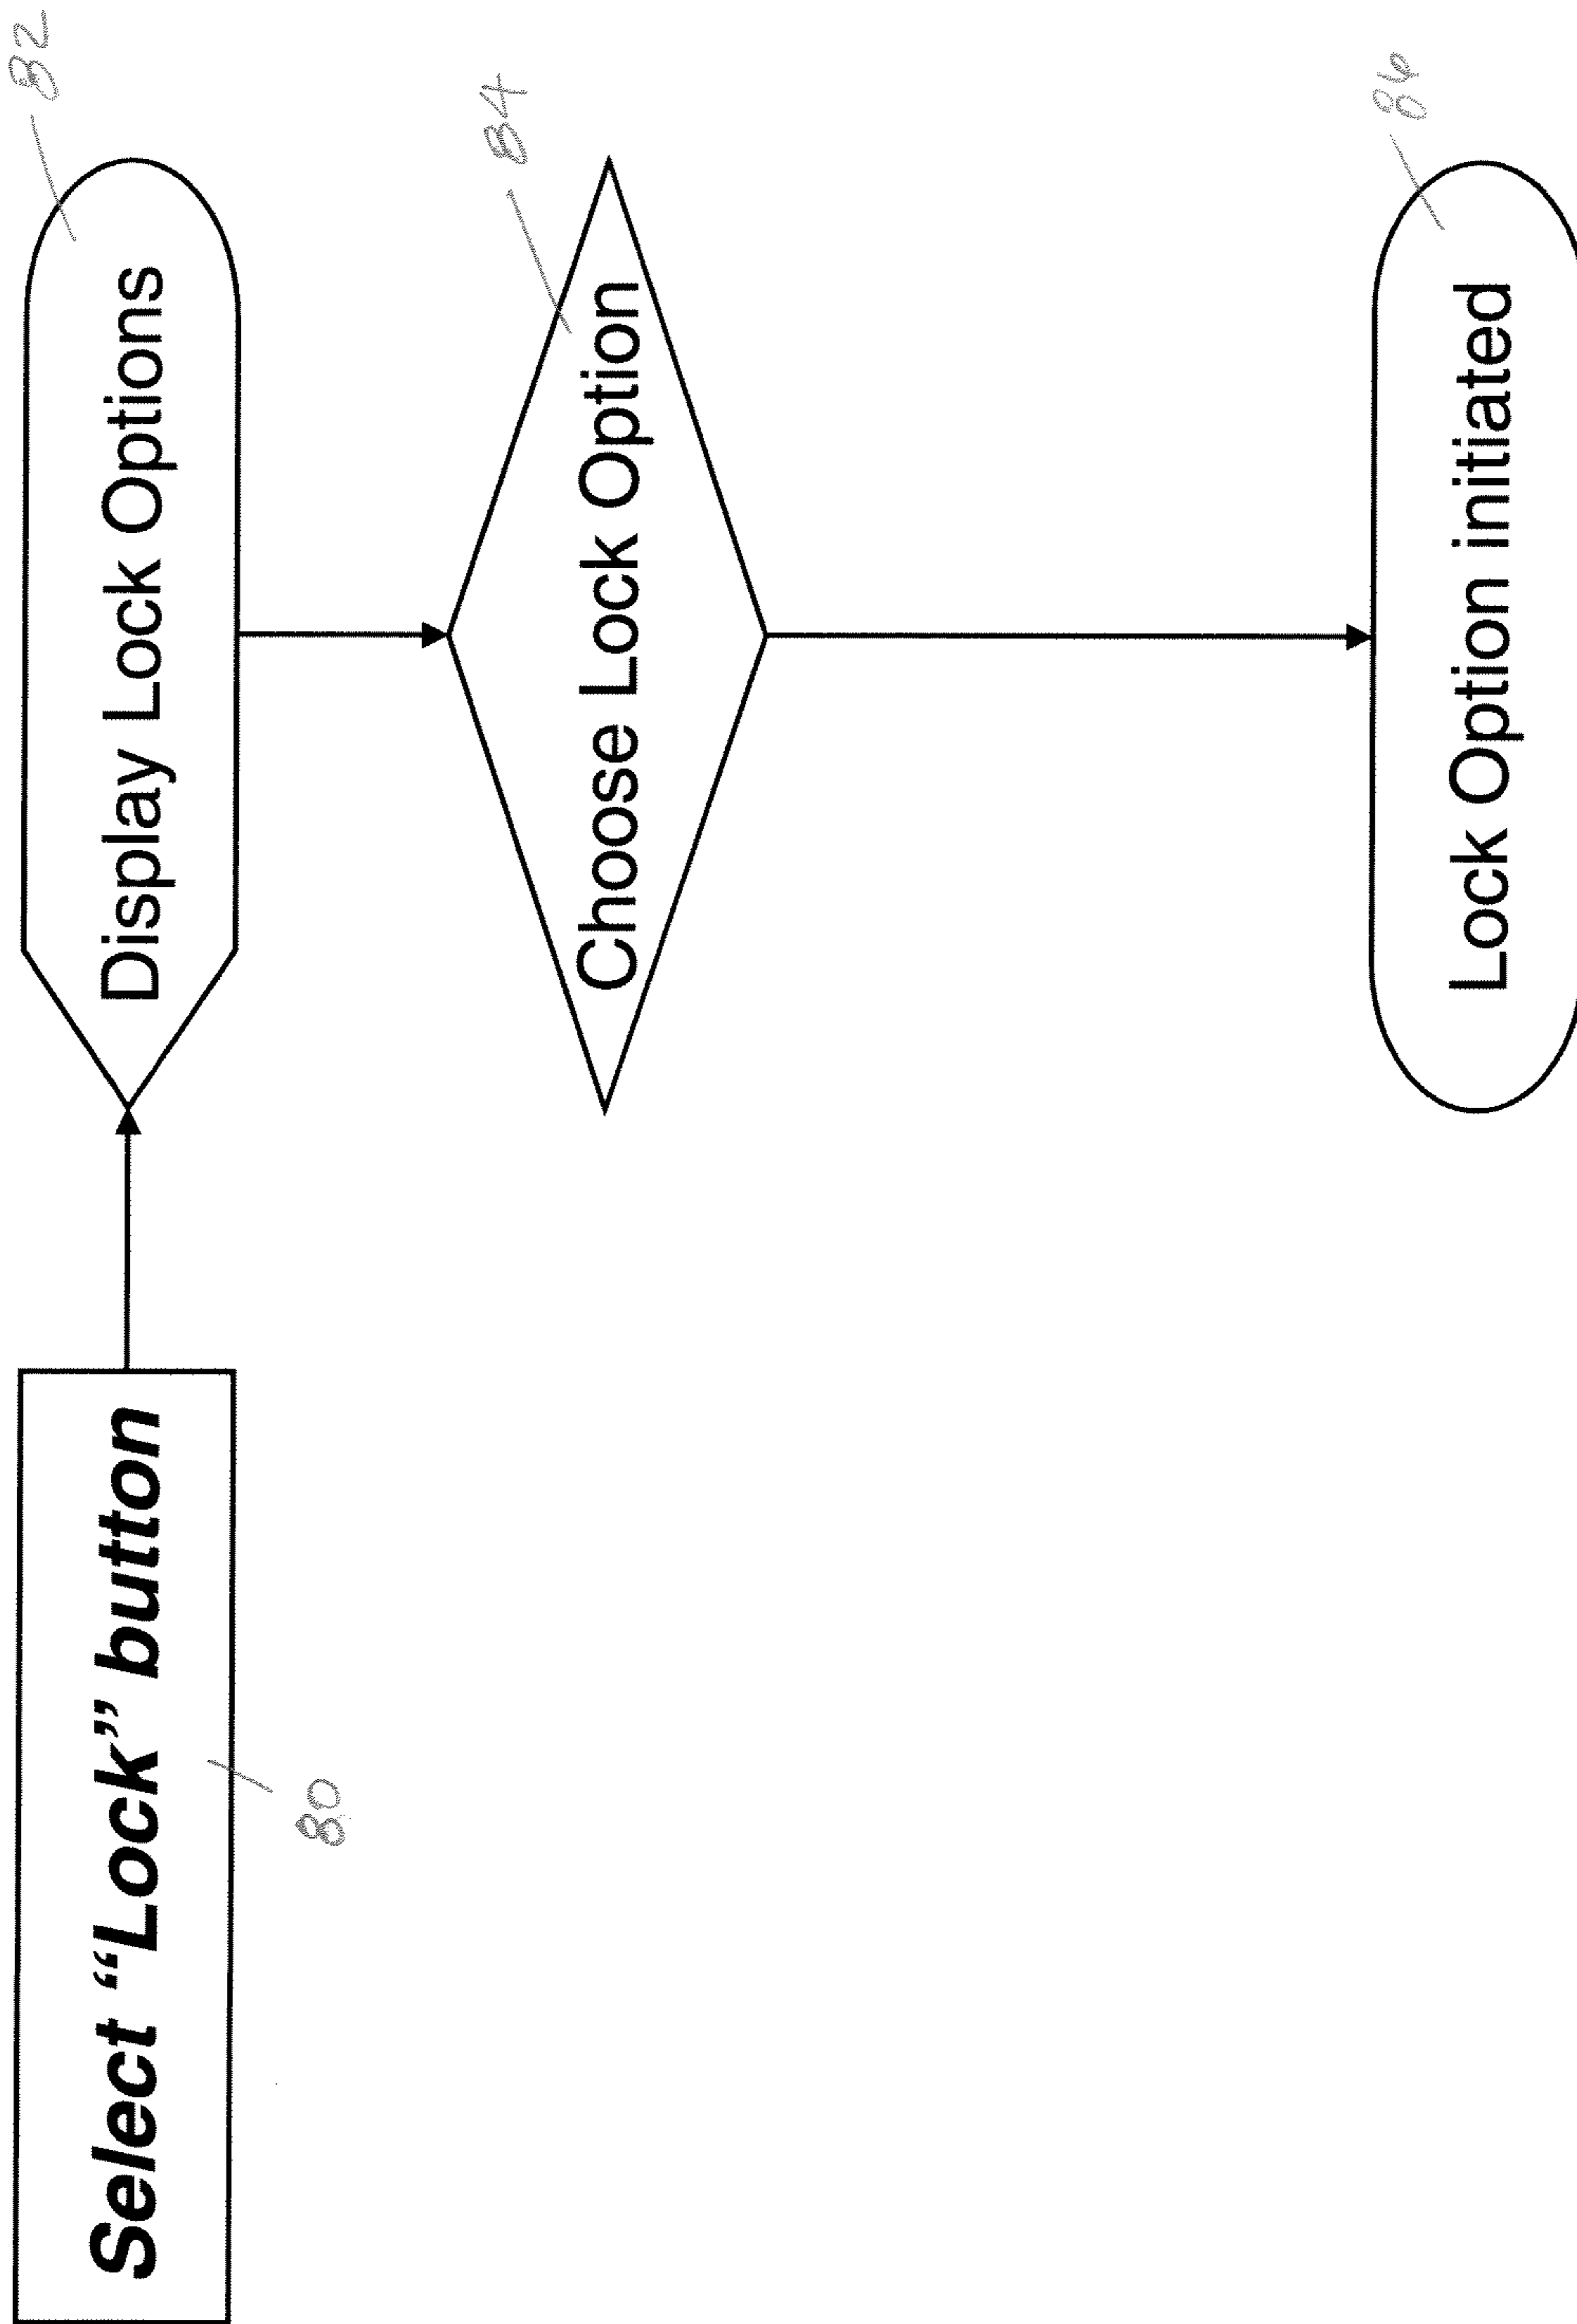 Select “Lock” button
80
Display Lock Options
82
Choose Lock Option
84
Lock Option initiated
86